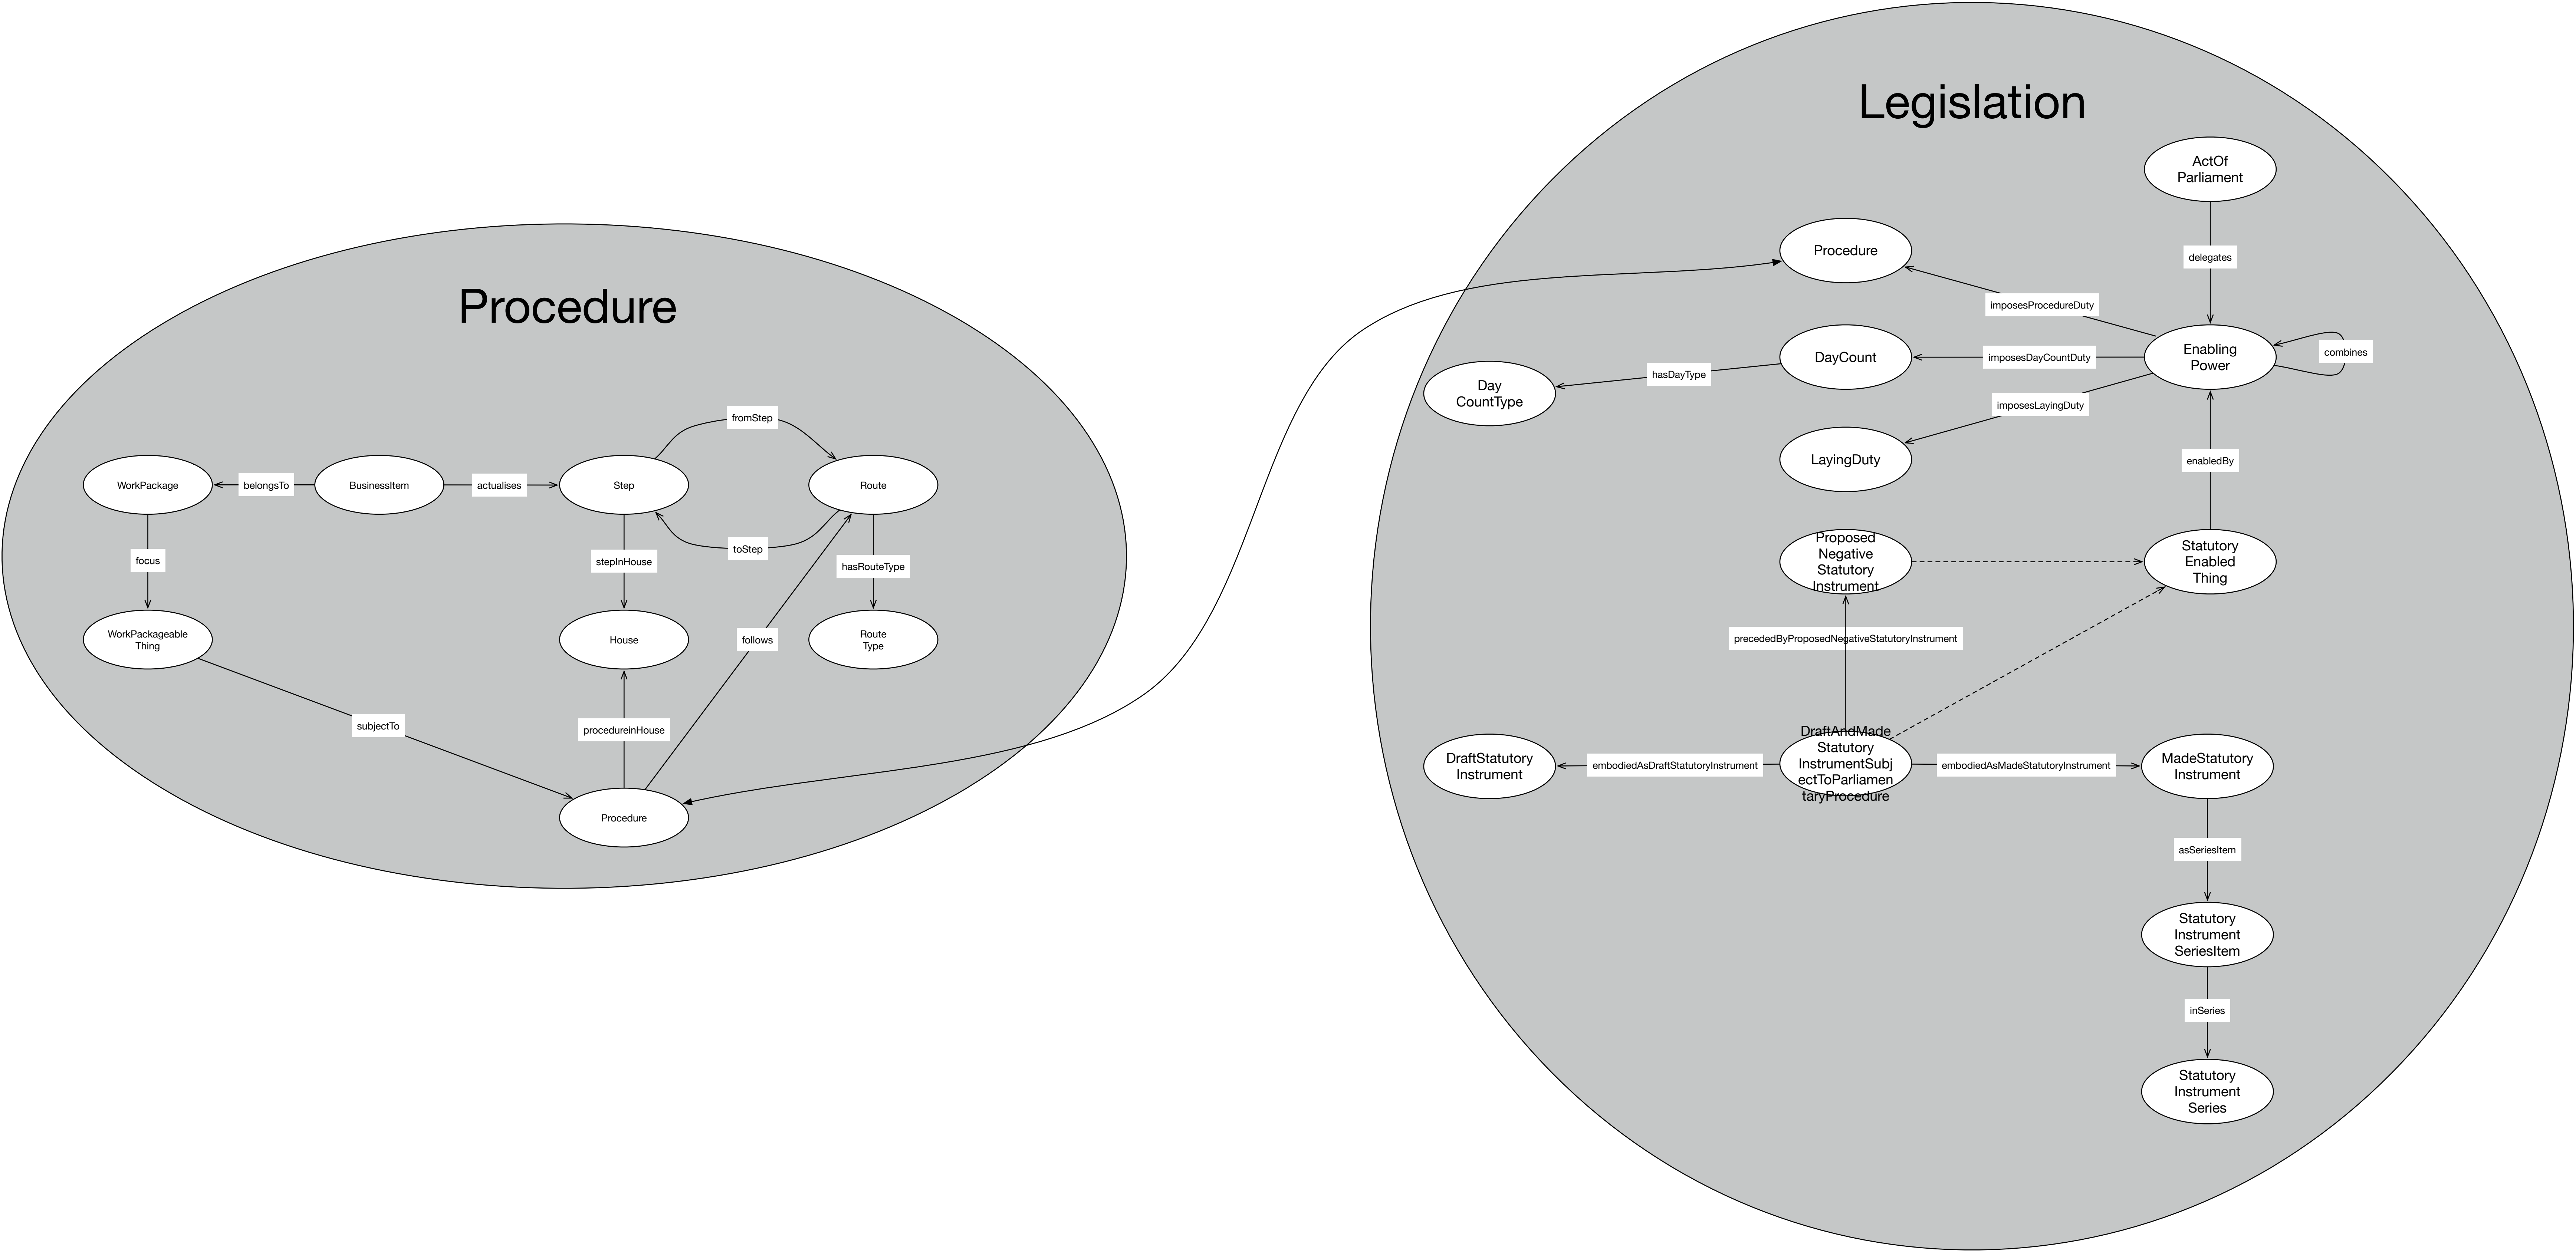 Procedure
fromStep
WorkPackage
belongsTo
BusinessItem
actualises
Step
Route
toStep
focus
stepInHouse
hasRouteType
WorkPackageable
Thing
House
follows
Route
Type
subjectTo
procedureinHouse
Procedure
Legislation
ActOf
Parliament
Procedure
delegates
imposesProcedureDuty
DayCount
imposesDayCountDuty
Enabling
Power
combines
hasDayType
Day
CountType
imposesLayingDuty
LayingDuty
enabledBy
Proposed
Negative
Statutory
Instrument
Statutory
Enabled
Thing
precededByProposedNegativeStatutoryInstrument
DraftStatutory
Instrument
embodiedAsDraftStatutoryInstrument
DraftAndMade
Statutory
InstrumentSubj
ectToParliamen
taryProcedure
embodiedAsMadeStatutoryInstrument
MadeStatutory
Instrument
asSeriesItem
Statutory
Instrument
SeriesItem
inSeries
Statutory
Instrument
Series